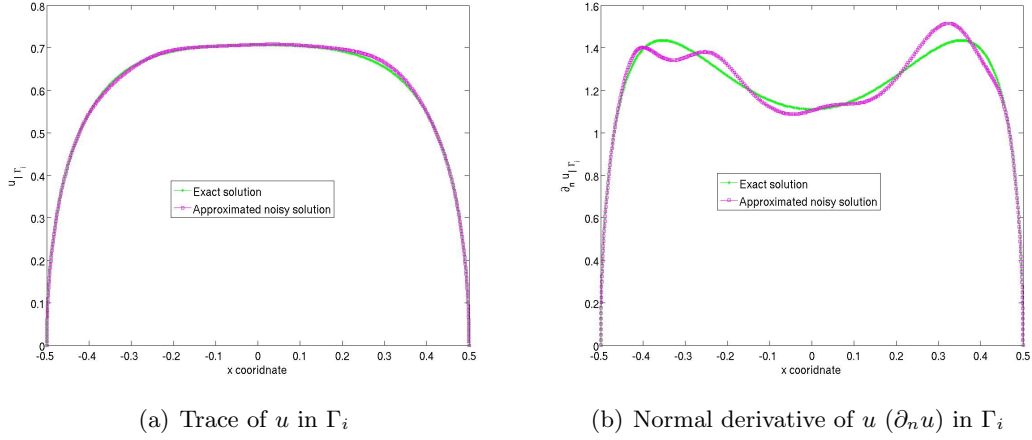 0.8
0.7
0.6
0.5
0.4
0.3
0.2
0.1
0
u|Γi
-0.5 -0.4 -0.3 -0.2 -0.1 0 0.1 0.2 0.3 0.4 0.5
x cooridnate
Exact solution
Approximated noisy solution
(a) Trace of u in Γi
1.6
1.4
1.2
1
0.8
0.6
0.4
0.2
0
∂n u|Γi
-0.5 -0.4 -0.3 -0.2 -0.1 0 0.1 0.2 0.3 0.4 0.5
x cooridnate
Exact solution
Approximated noisy solution
(b) Normal derivative of u (∂nu) in Γi